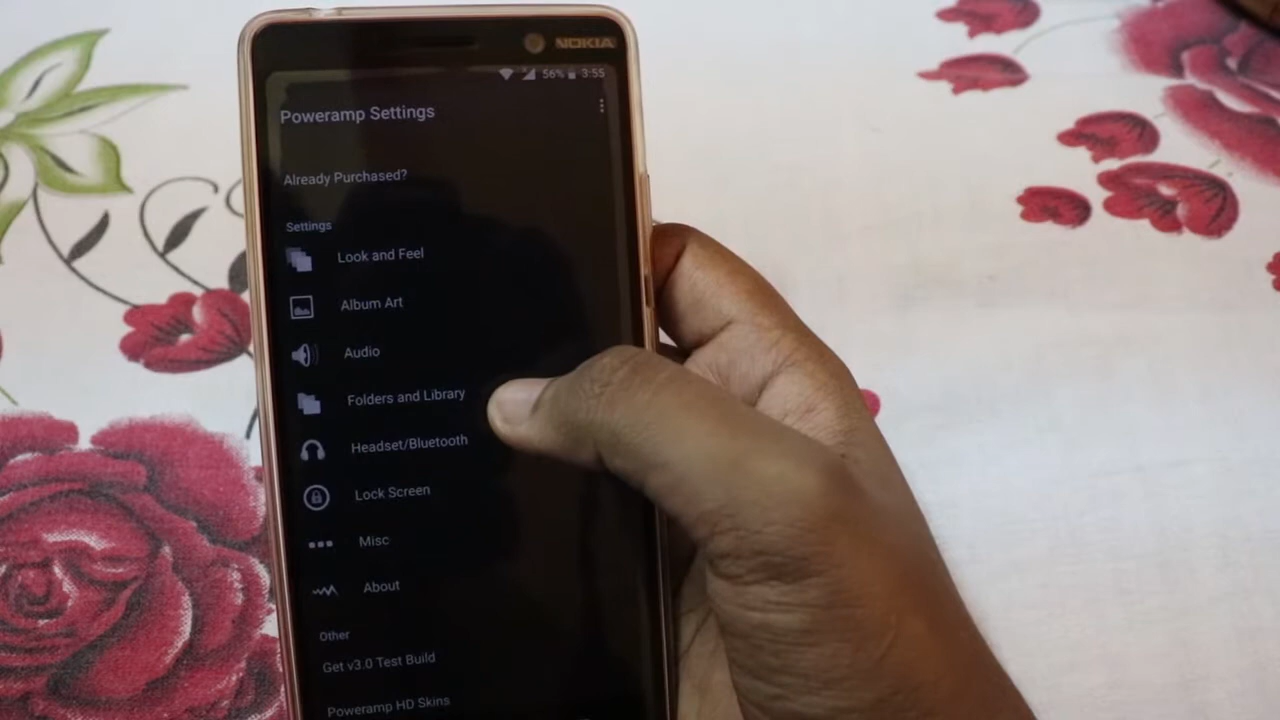 NOKIA
56% 3:55
Poweramp Settings
Already Purchased?
Settings
Look and Feel
Album Art
Audio
Folders and Library
Headset/Bluetooth
Lock Screen
Misc
About
Other
Get v3.0 Test Build
Poweramp HD Skins